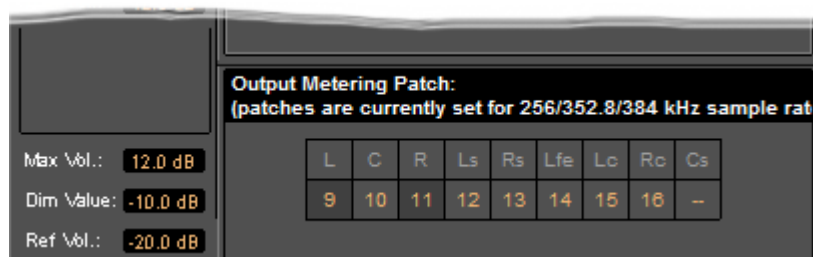 Output Metering Patch:
(patches are currently set for 256/352.8/384 kHz sample rat
L C R Ls Rs Lfe Lc Rc Cs
9 10 11 12 13 14 15 16 --
Max Vol.: 12.0 dB
Dim Value: -10.0 dB
Ref Vol.: -20.0 dB